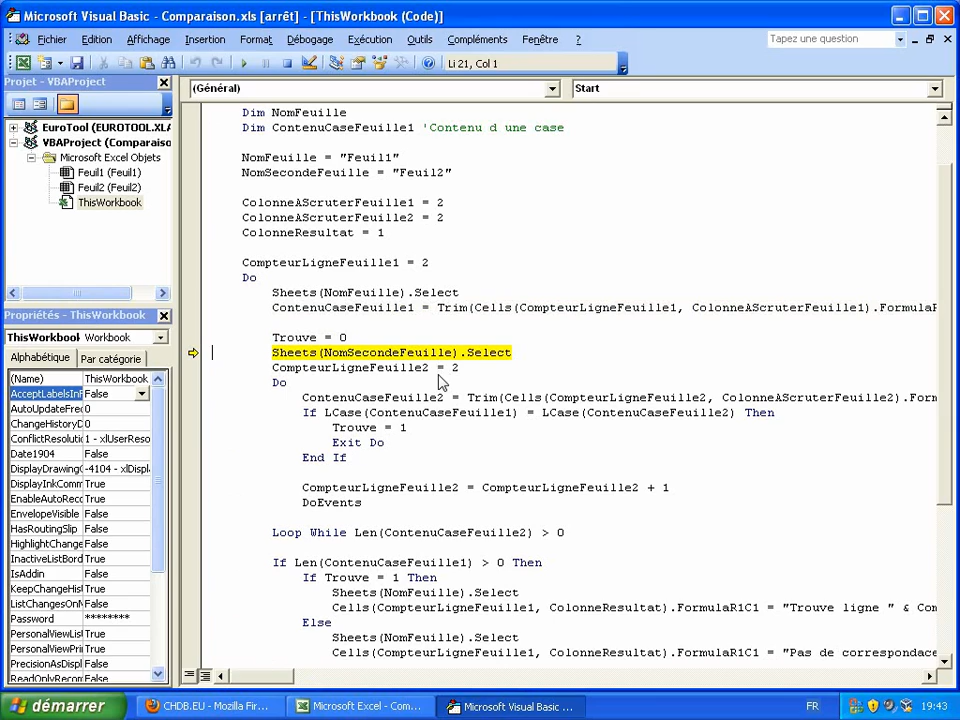 Microsoft Visual Basic - Comparaison.xls [arrêt] - [ThisWorkbook (Code)]
Fichier Edition Affichage Insertion Format Débogage Exécution Outils Compléments Fenêtre ? Tapez une question
Li 21, Col 1
Projet - VBAProject
EuroTool (EUROTOOL.XLA
VBAProject (Comparaiso
Microsoft Excel Objets
Feuil1 (Feuil1)
Feuil2 (Feuil2)
ThisWorkbook
Propriétés - ThisWorkbook
ThisWorkbook Workbook
Alphabétique Par catégorie
(Name) ThisWorkbook
AcceptLabelsInF False
AutoUpdateFrec 0
ChangeHistoryD 0
ConflictResolutic 1 - xlUserReso
Date1904 False
DisplayDrawingC -4104 - xlDispl
DisplayInkComm True
EnableAutoReco True
EnvelopeVisible False
HasRoutingSlip False
HighlightChange False
InactiveListBord True
IsAddin False
KeepChangeHist True
ListChangesOnN False
Password ********
PersonalViewList True
PersonalViewPrin True
PrecisionAsDispl False
ReadOnlyRecom False
(Général) Start
Dim NomFeuille
Dim ContenuCaseFeuille1 'Contenu d une case
NomFeuille = "Feuil1"
NomSecondeFeuille = "Feuil2"
ColonneAScruterFeuille1 = 2
ColonneAScruterFeuille2 = 2
ColonneResultat = 1
CompteurLigneFeuille1 = 2
Do
Sheets(NomFeuille).Select
ContenuCaseFeuille1 = Trim(Cells(CompteurLigneFeuille1, ColonneAScruterFeuille1).FormulaR
Trouve = 0
Sheets(NomSecondeFeuille).Select
CompteurLigneFeuille2 = 2
Do
ContenuCaseFeuille2 = Trim(Cells(CompteurLigneFeuille2, ColonneAScruterFeuille2).Form
If LCase(ContenuCaseFeuille1) = LCase(ContenuCaseFeuille2) Then
Trouve = 1
Exit Do
End If
CompteurLigneFeuille2 = CompteurLigneFeuille2 + 1
DoEvents
Loop While Len(ContenuCaseFeuille2) > 0
If Len(ContenuCaseFeuille1) > 0 Then
If Trouve = 1 Then
Sheets(NomFeuille).Select
Cells(CompteurLigneFeuille1, ColonneResultat).FormulaR1C1 = "Trouve ligne " & Com
Else
Sheets(NomFeuille).Select
Cells(CompteurLigneFeuille1, ColonneResultat).FormulaR1C1 = "Pas de correspondace
démarrer CHDB.EU - Mozilla Fir... Microsoft Excel - Com... Microsoft Visual Basic ... FR 19:43